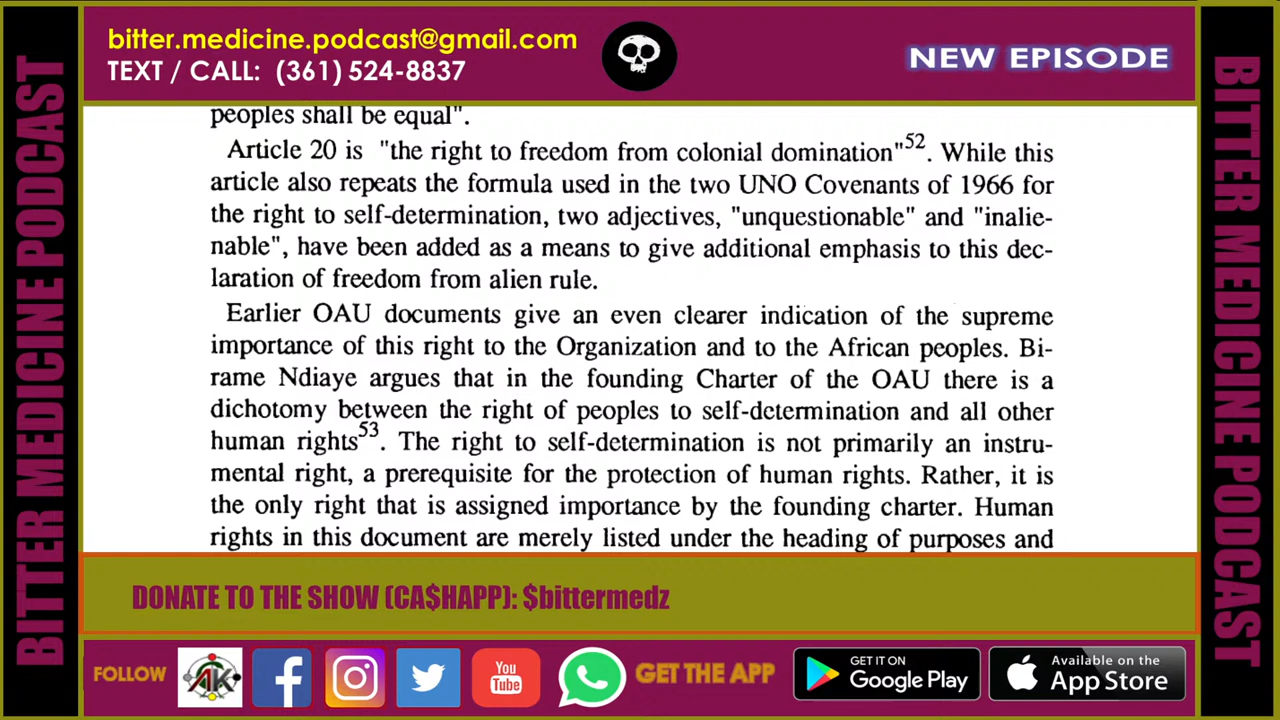 bitter.medicine.podcast@gmail.com
TEXT / CALL: (361) 524-8837
NEW EPISODE
BITTER MEDICINE PODCAST
peoples shall be equal".
Article 20 is "the right to freedom from colonial domination"52. While this
article also repeats the formula used in the two UNO Covenants of 1966 for
the right to self-determination, two adjectives, "unquestionable" and "inalie-
nable", have been added as a means to give additional emphasis to this dec-
laration of freedom from alien rule.
Earlier OAU documents give an even clearer indication of the supreme
importance of this right to the Organization and to the African peoples. Bi-
rame Ndiaye argues that in the founding Charter of the OAU there is a
dichotomy between the right of peoples to self-determination and all other
human rights53. The right to self-determination is not primarily an instru-
mental right, a prerequisite for the protection of human rights. Rather, it is
the only right that is assigned importance by the founding charter. Human
rights in this document are merely listed under the heading of purposes and
BITTER MEDICINE PODCAST
DONATE TO THE SHOW (CA$HAPP): $bittermedz
FOLLOW
You
Tube
GET THE APP
GET IT ON
Google Play
Available on the
App Store